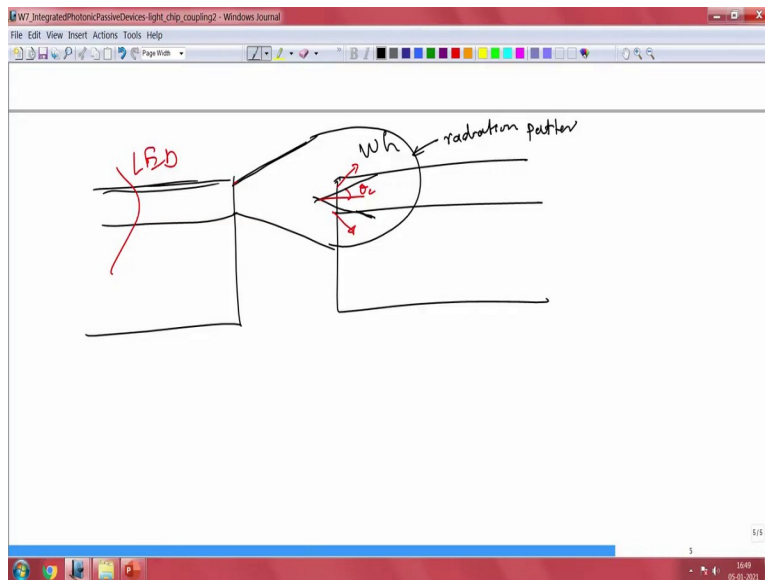 W7_IntegratedPhotonicPassiveDevices-light_chip_coupling2 - Windows Journal
File Edit View Insert Actions Tools Help
Page Width
B I
LED
Wh
radiation patter
θc
5/5
5
16:49
05-01-2021